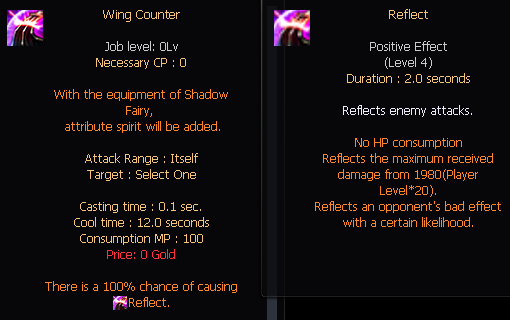 Wing Counter
Job level: 0Lv
Necessary CP : 0
With the equipment of Shadow
Fairy,
attribute spirit will be added.
Attack Range : Itself
Target : Select One
Casting time : 0.1 sec.
Cool time : 12.0 seconds
Consumption MP : 100
Price: 0 Gold
There is a 100% chance of causing
Reflect.
Reflect
Positive Effect
(Level 4)
Duration : 2.0 seconds
Reflects enemy attacks.
No HP consumption
Reflects the maximum received
damage from 1980(Player
Level*20).
Reflects an opponent's bad effect
with a certain likelihood.